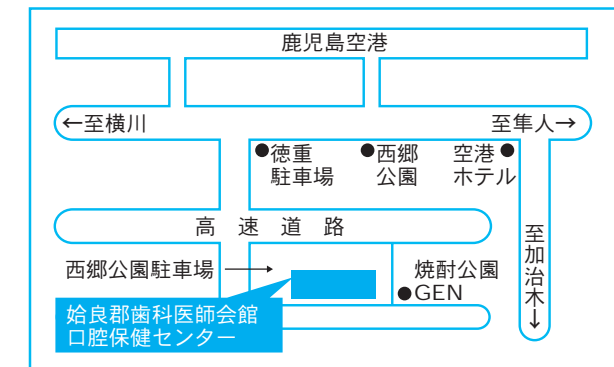 鹿児島空港
←至横川
至隼人→
●徳重
駐車場
●西郷
公園
空港●
ホテル
高速道路
至加治木↓
西郷公園駐車場→
焼酎公園
●GEN
姶良郡歯科医師会館
口腔保健センター